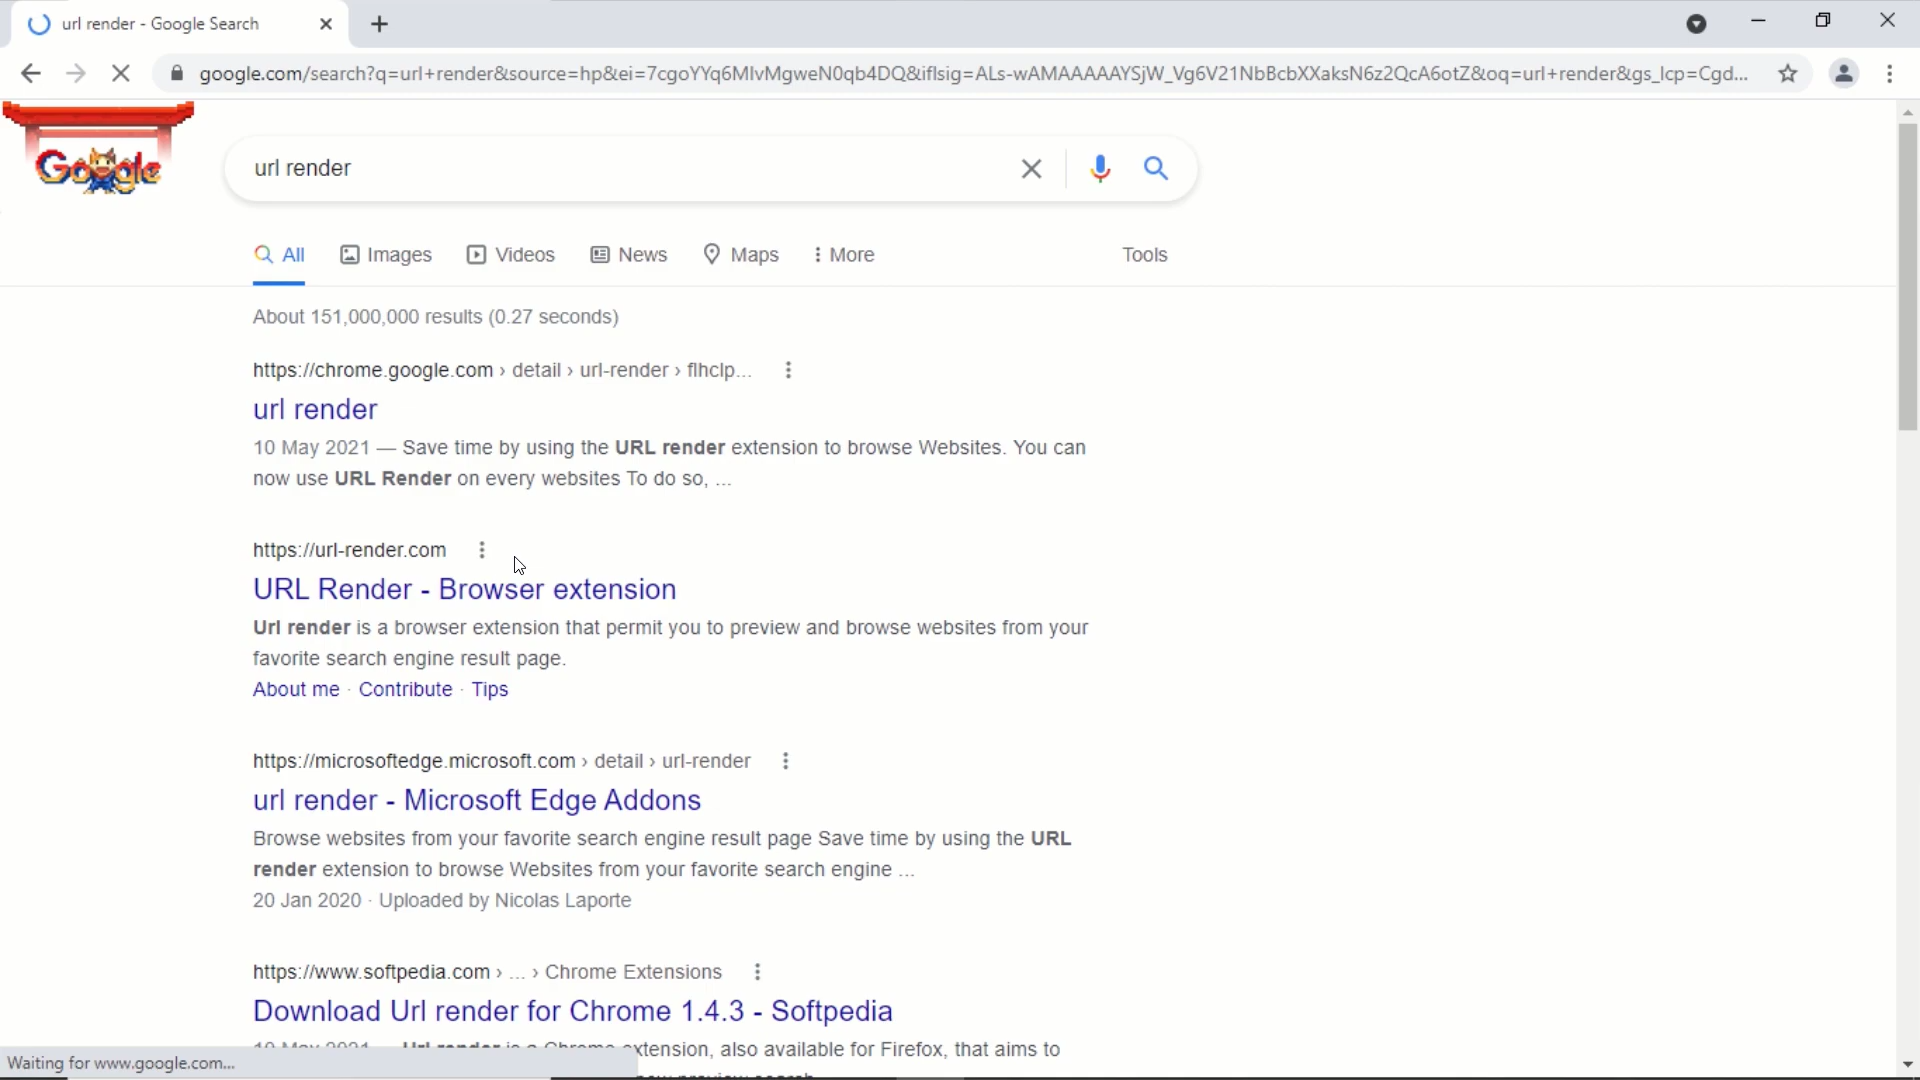 url render - Google Search
google.com/search?q=url+render&source=hp&ei=7cgoYYq6MIvMgweN0qb4DQ&iflsig=ALs-wAMAAAAAYSjW_Vg6V21NbBcbXXaksN6z2QcA6otZ&oq=url+render&gs_lcp=Cgd...
Google
url render
All Images Videos News Maps More Tools
About 151,000,000 results (0.27 seconds)
https://chrome.google.com › detail › url-render › flhclp...
url render
10 May 2021 — Save time by using the URL render extension to browse Websites. You can
now use URL Render on every websites To do so, ...
https://url-render.com
URL Render - Browser extension
Url render is a browser extension that permit you to preview and browse websites from your
favorite search engine result page.
About me · Contribute · Tips
https://microsoftedge.microsoft.com › detail › url-render
url render - Microsoft Edge Addons
Browse websites from your favorite search engine result page Save time by using the URL
render extension to browse Websites from your favorite search engine ...
20 Jan 2020 · Uploaded by Nicolas Laporte
https://www.softpedia.com › ... › Chrome Extensions
Download Url render for Chrome 1.4.3 - Softpedia
10 May 2021 — Url render is a Chrome extension, also available for Firefox, that aims to
Waiting for www.google.com...